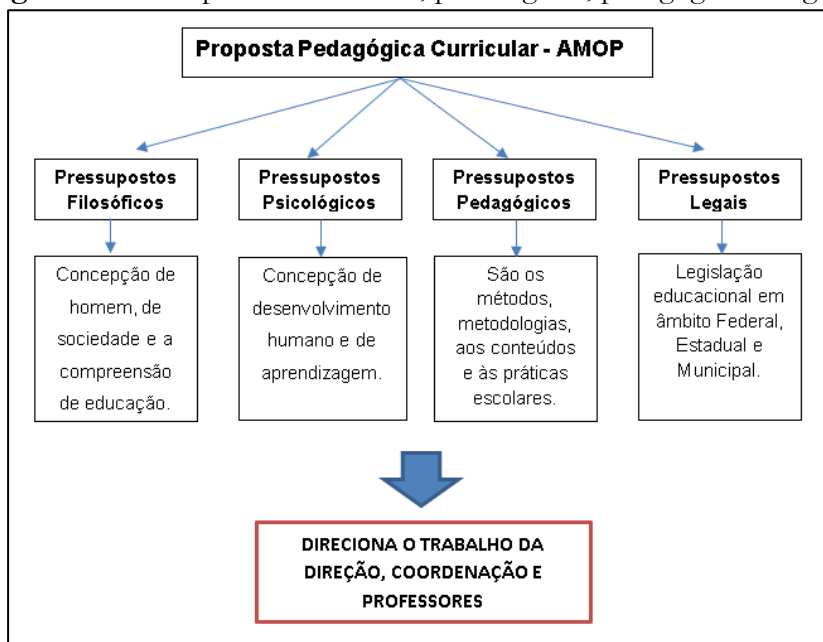 Proposta Pedagógica Curricular - AMOP
Pressupostos
Filosóficos
Pressupostos
Psicológicos
Pressupostos
Pedagógicos
Pressupostos
Legais
Concepção de
homem, de
sociedade e a
compreensão
de educação.
Concepção de
desenvolvimento
humano e de
aprendizagem.
São os
métodos,
metodologias,
aos conteúdos
e às práticas
escolares.
Legislação
educacional em
âmbito Federal,
Estadual e
Municipal.
DIRECIONA O TRABALHO DA
DIREÇÃO, COORDENAÇÃO E
PROFESSORES